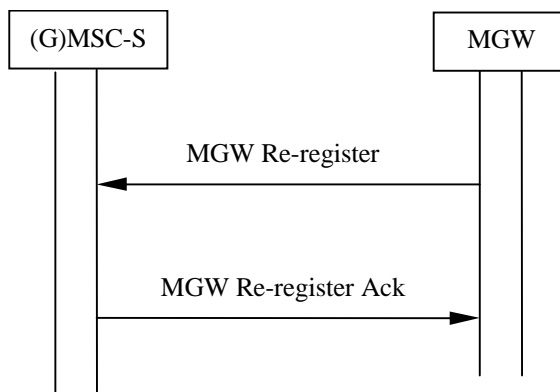 (G)MSC-S
MGW
MGW Re-register
MGW Re-register Ack